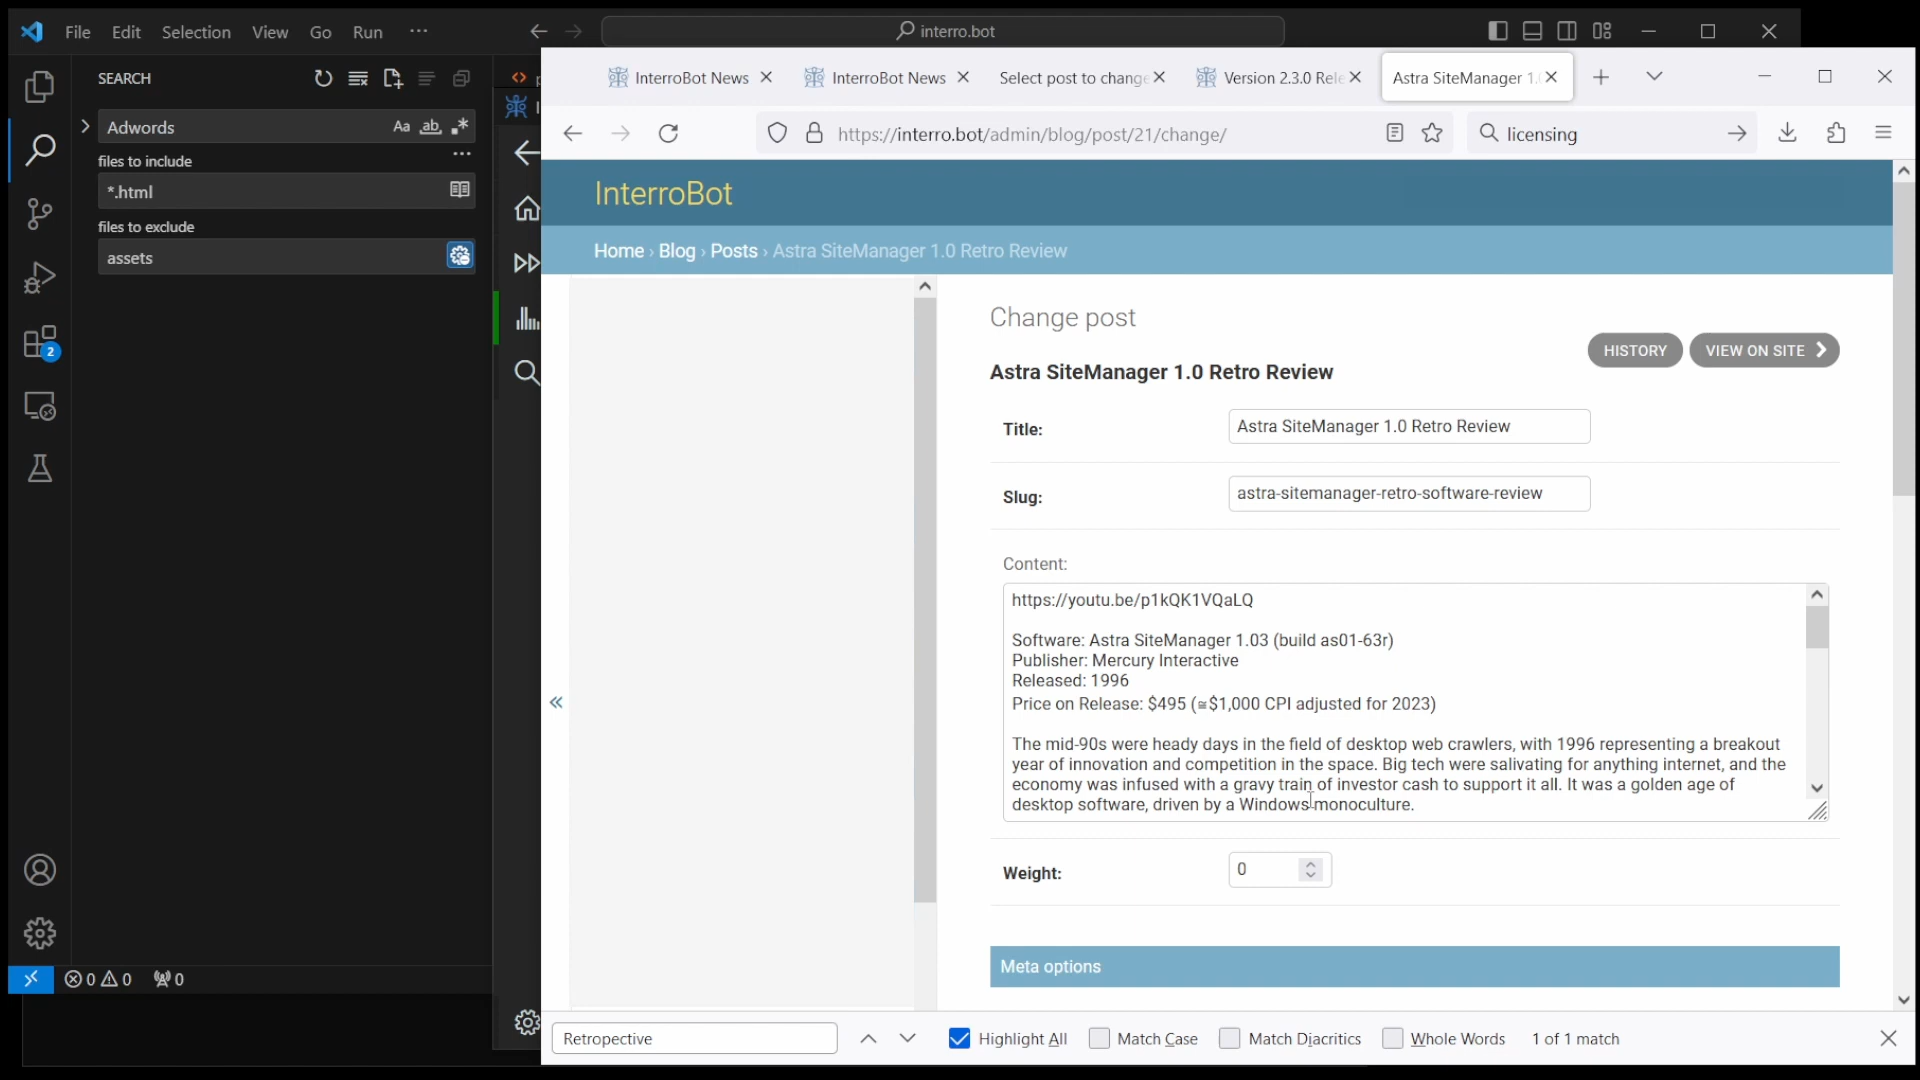 File Edit Selection View Go Run ···
interro.bot
SEARCH
Adwords
Aa ab
files to include
*.html
files to exclude
assets
2
0 0 0
InterroBot News
InterroBot News
Select post to change
Version 2.3.0 Rele
Astra SiteManager 1.
https://interro.bot/admin/blog/post/21/change/
licensing
InterroBot
Home › Blog › Posts › Astra SiteManager 1.0 Retro Review
Change post
HISTORY
VIEW ON SITE
Astra SiteManager 1.0 Retro Review
Title:
Astra SiteManager 1.0 Retro Review
Slug:
astra-sitemanager-retro-software-review
Content:
https://youtu.be/p1kQK1VQaLQ
Software: Astra SiteManager 1.03 (build as01-63r)
Publisher: Mercury Interactive
Released: 1996
Price on Release: $495 (≅$1,000 CPI adjusted for 2023)
The mid-90s were heady days in the field of desktop web crawlers, with 1996 representing a breakout
year of innovation and competition in the space. Big tech were salivating for anything internet, and the
economy was infused with a gravy train of investor cash to support it all. It was a golden age of
desktop software, driven by a Windows monoculture.
Weight:
0
Meta options
Retropective
Highlight All
Match Case
Match Diacritics
Whole Words
1 of 1 match